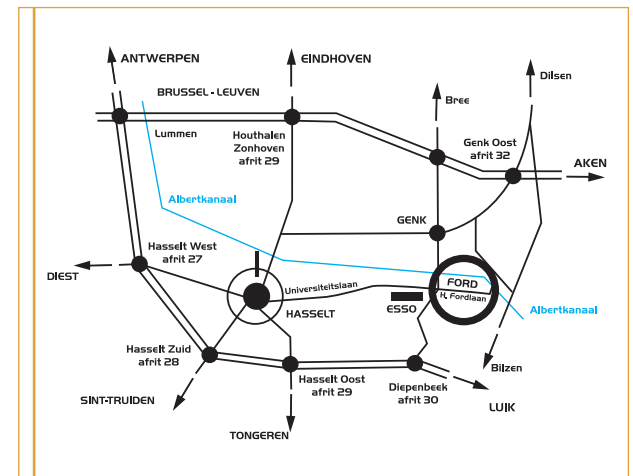 ANTWERPEN
EINDHOVEN
Dilsen
BRUSSEL - LEUVEN
Bree
Lummen
Houthalen
Zonhoven
afrit 29
Genk Oost
afrit 32
AKEN
Albertkanaal
GENK
Hasselt West
afrit 27
DIEST
Universiteitslaan
FORD
H. Fordlaan
ESSO
HASSELT
Albertkanaal
Hasselt Zuid
afrit 28
Hasselt Oost
afrit 29
Diepenbeek
afrit 30
Bilzen
SINT-TRUIDEN
LUIK
TONGEREN